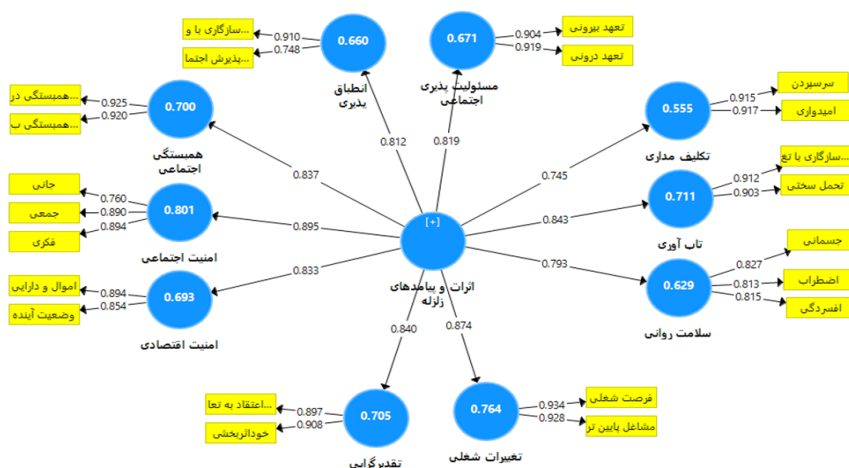 سازگاری با و...
0.910
0.748
پذیرش اجتما...
0.660
انطباق
پذیری
0.671
مسئولیت پذیری
اجتماعی
0.904
0.919
تعهد بیرونی
تعهد درونی
همبستگی در...
0.925
0.920
همبستگی ب...
0.700
همبستگی
اجتماعی
0.555
تکلیف مداری
0.915
0.917
سرسپردن
امیدواری
0.812
0.819
0.837
0.745
جانی
جمعی
فکری
0.760
0.890
0.894
0.801
امنیت اجتماعی
0.895
0.843
0.711
تاب آوری
0.912
0.903
سازگاری با تغ...
تحمل سختی
[+]
اثرات و پیامدهای
زلزله
0.833
0.793
اموال و دارایی
وضعیت آینده
0.894
0.854
0.693
امنیت اقتصادی
0.629
سلامت روانی
0.827
0.813
0.815
جسمانی
اضطراب
افسردگی
0.840
0.874
اعتقاد به تعا...
خوداثربخشی
0.897
0.908
0.705
تقدیرگرایی
0.764
تغییرات شغلی
0.934
0.928
فرصت شغلی
مشاغل پایین تر